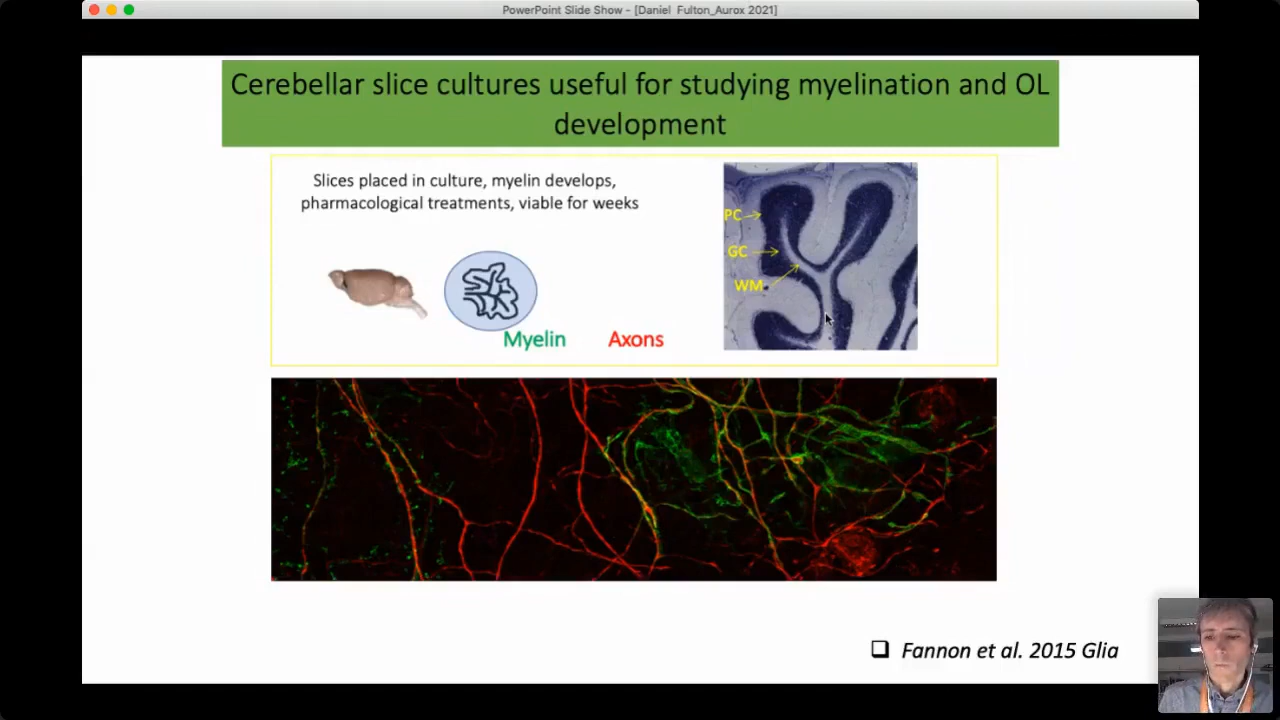 PowerPoint Slide Show - [Daniel Fulton_Aurox 2021]
Cerebellar slice cultures useful for studying myelination and OL
development
Slices placed in culture, myelin develops,
pharmacological treatments, viable for weeks
PC
GC
WM
Myelin Axons
Fannon et al. 2015 Glia